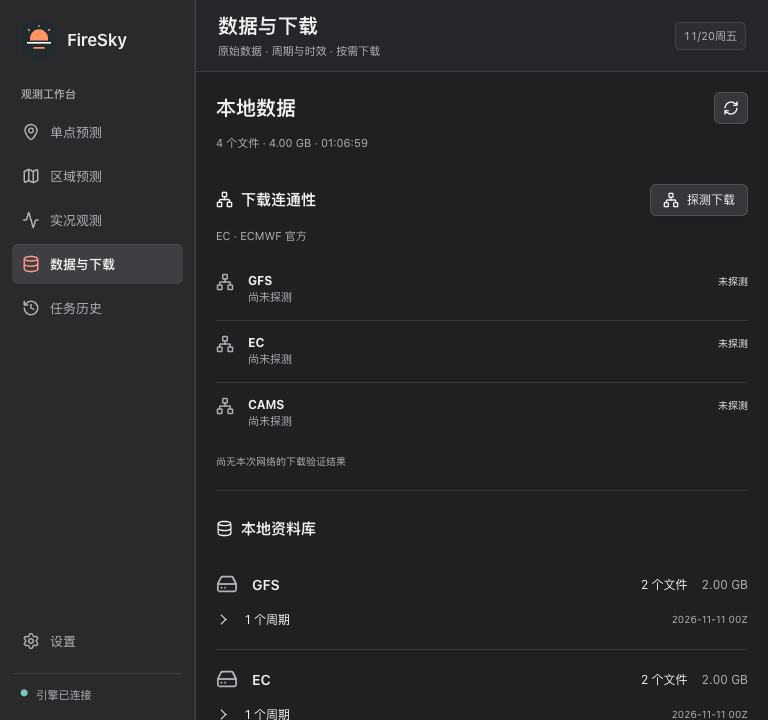 FireSky
观测工作台
单点预测
区域预测
实况观测
数据与下载
任务历史
设置
引擎已连接
数据与下载
原始数据 · 周期与时效 · 按需下载
11/20周五
本地数据
4 个文件 · 4.00 GB · 01:06:59
下载连通性
探测下载
EC · ECMWF 官方
GFS
未探测
尚未探测
EC
未探测
尚未探测
CAMS
未探测
尚未探测
尚无本次网络的下载验证结果
本地资料库
GFS 2 个文件 2.00 GB
1 个周期 2026-11-11 00Z
EC 2 个文件 2.00 GB
1 个周期 2026-11-11 00Z